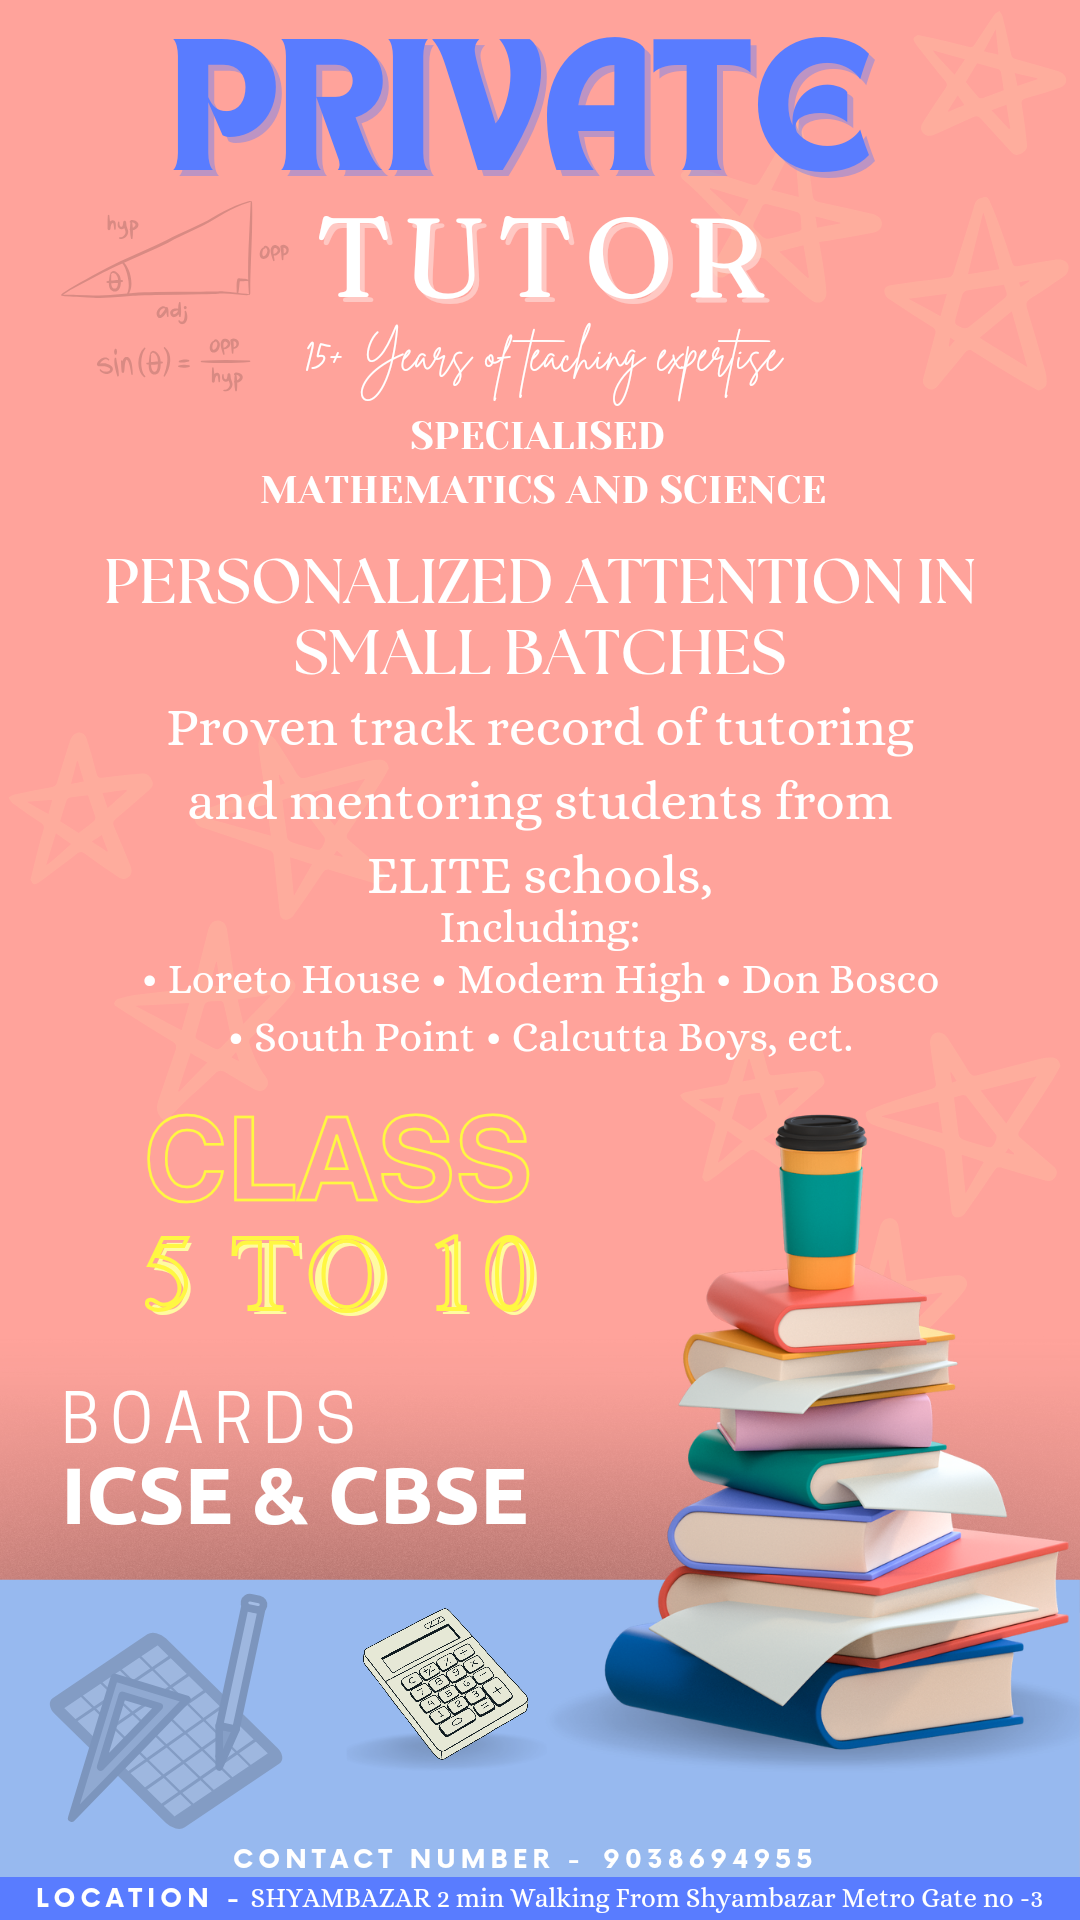 PRIVATE
TUTOR
hyp
opp
θ
adj
sin(θ) = opp
hyp
15+ Years of teaching expertise
SPECIALISED
MATHEMATICS AND SCIENCE
PERSONALIZED ATTENTION IN
SMALL BATCHES
Proven track record of tutoring
and mentoring students from
ELITE schools,
Including:
• Loreto House • Modern High • Don Bosco
• South Point • Calcutta Boys, ect.
CLASS
5 TO 10
BOARDS
ICSE & CBSE
CONTACT NUMBER - 9038694955
LOCATION - SHYAMBAZAR 2 min Walking From Shyambazar Metro Gate no -3